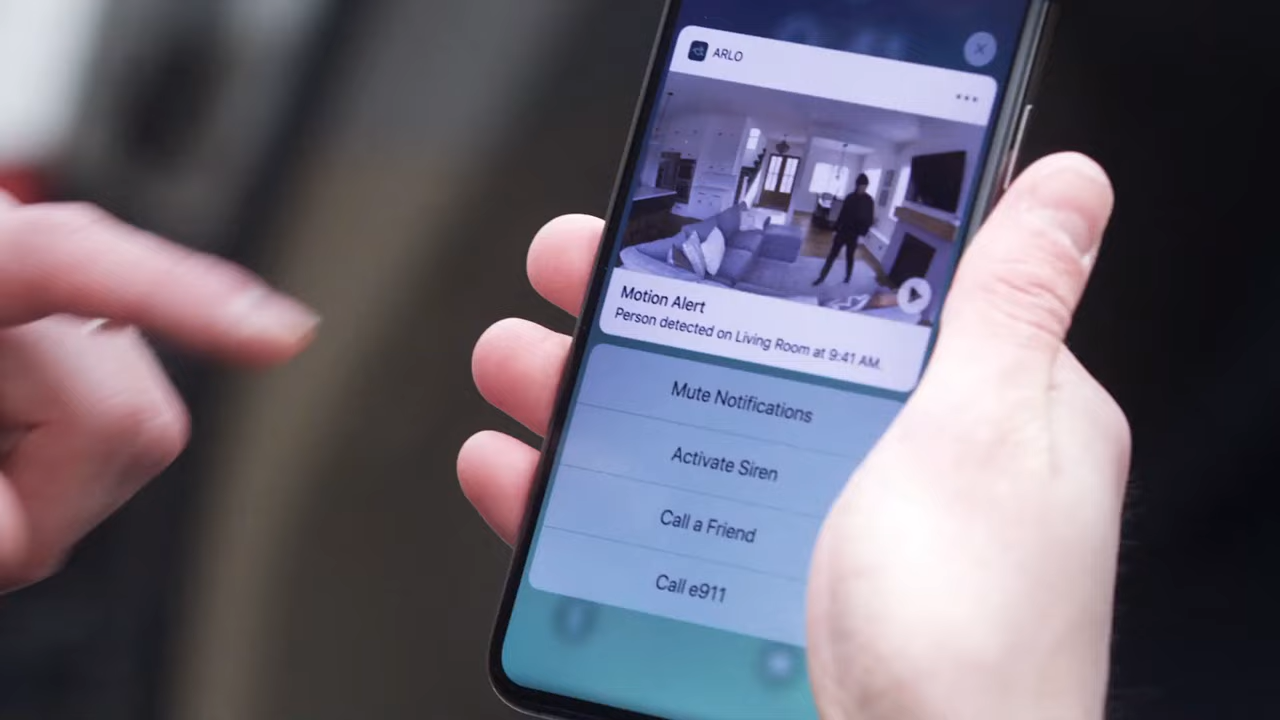 ARLO
Motion Alert
Person detected on Living Room at 9:41 AM.
Mute Notifications
Activate Siren
Call a Friend
Call e911